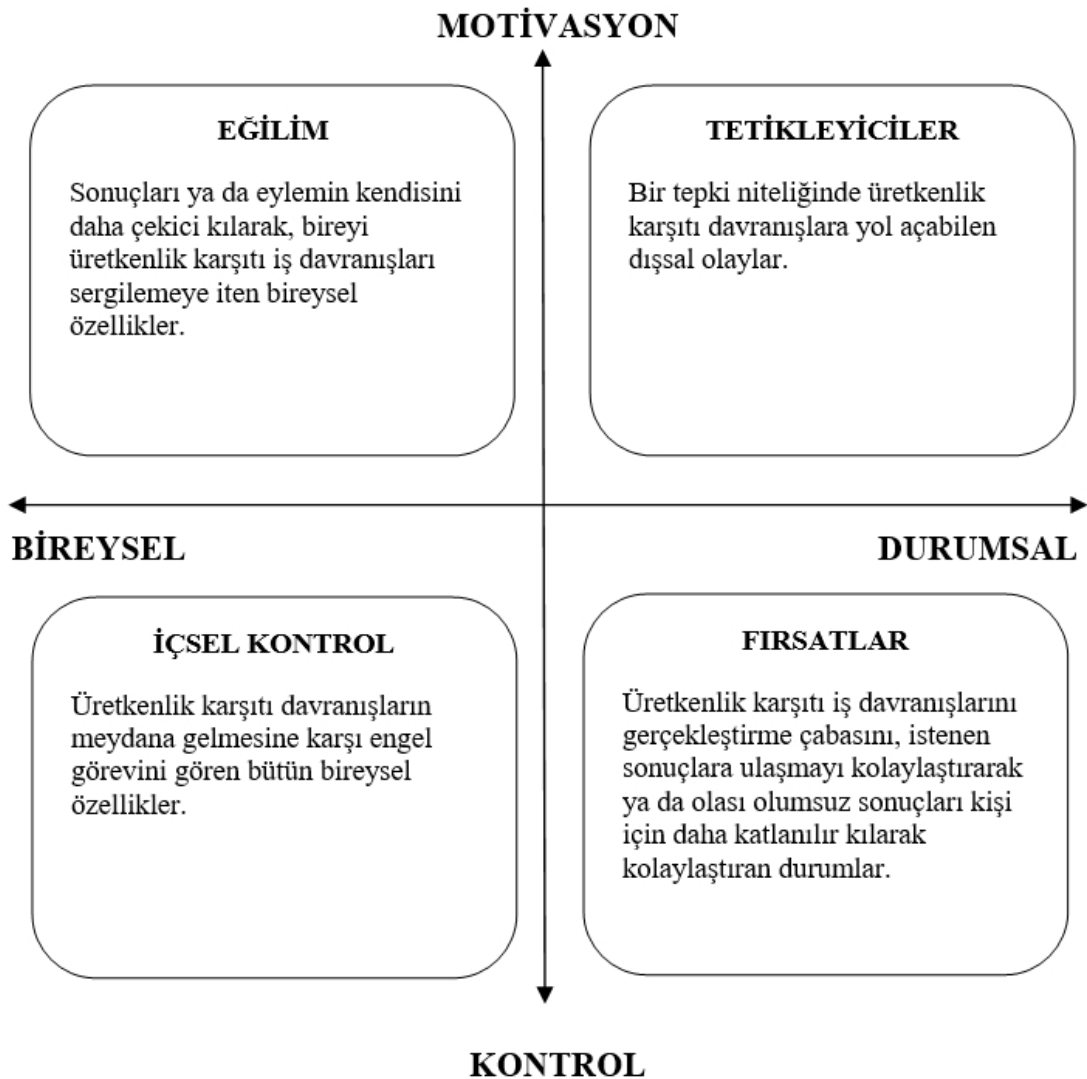 MOTİVASYON
EĞİLİM
Sonuçları ya da eylemin kendisini
daha çekici kılarak, bireyi
üretkenlik karşıtı iş davranışları
sergilemeye iten bireysel
özellikler.
TETİKLEYİCİLER
Bir tepki niteliğinde üretkenlik
karşıtı davranışlara yol açabilen
dışsal olaylar.
BİREYSEL
DURUMSAL
İÇSEL KONTROL
Üretkenlik karşıtı davranışların
meydana gelmesine karşı engel
görevini gören bütün bireysel
özellikler.
FIRSATLAR
Üretkenlik karşıtı iş davranışlarını
gerçekleştirme çabasını, istenen
sonuçlara ulaşmayı kolaylaştırarak
ya da olası olumsuz sonuçları kişi
için daha katlanılır kılarak
kolaylaştıran durumlar.
KONTROL